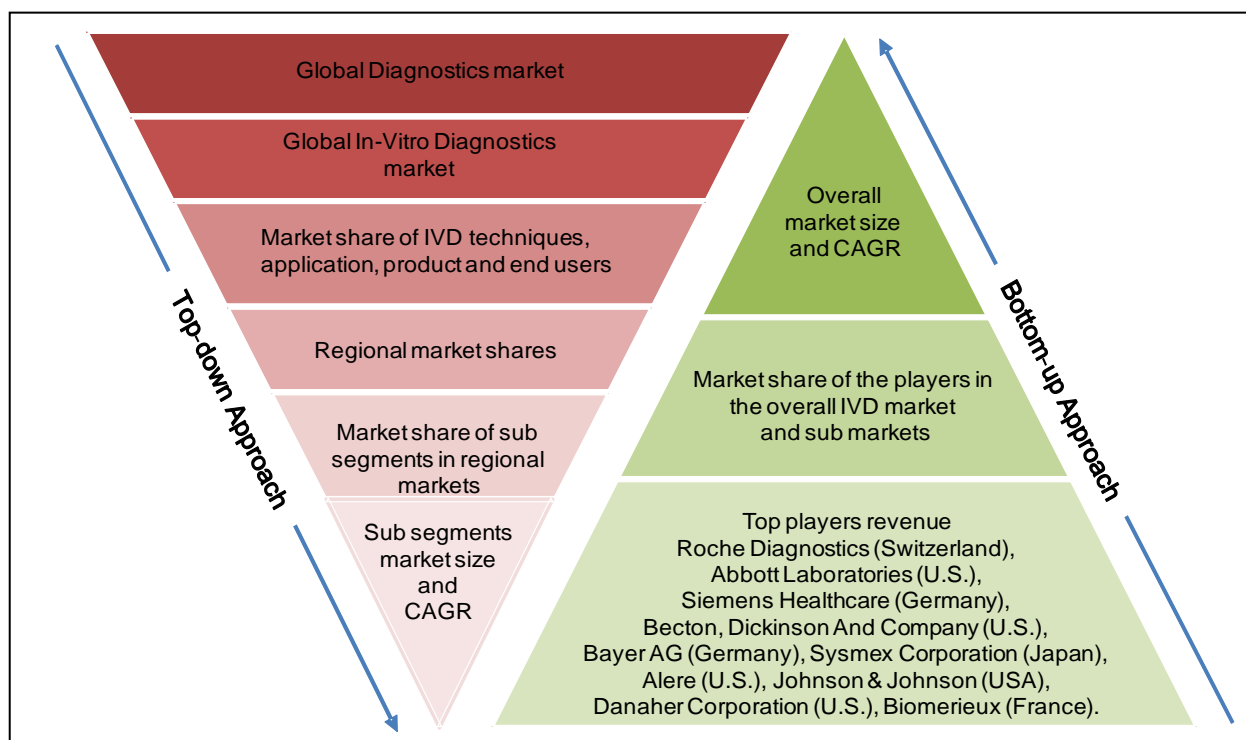 Global Diagnostics market
Global In-Vitro Diagnostics
market
Market share of IVD techniques,
application, product and end users
Regional market shares
Market share of sub
segments in regional
markets
Sub segments
market size
and
CAGR
Top-down Approach
Overall
market size
and CAGR
Market share of the players in
the overall IVD market
and sub markets
Top players revenue
Roche Diagnostics (Switzerland),
Abbott Laboratories (U.S.),
Siemens Healthcare (Germany),
Becton, Dickinson And Company (U.S.),
Bayer AG (Germany), Sysmex Corporation (Japan),
Alere (U.S.), Johnson & Johnson (USA),
Danaher Corporation (U.S.), Biomerieux (France).
Bottom-up Approach